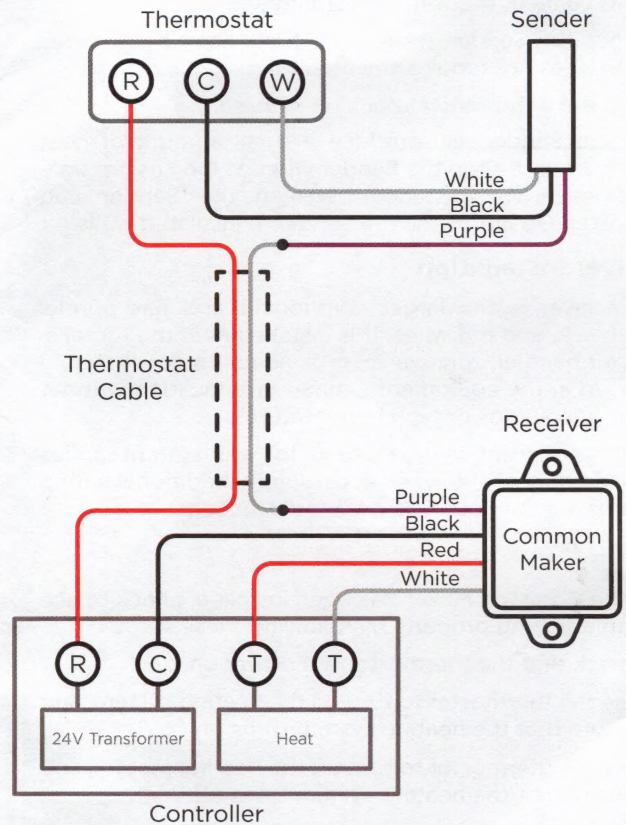 Thermostat
Sender
R
C
W
White
Black
Purple
Thermostat
Cable
Receiver
Purple
Black
Red
White
Common
Maker
R
C
T
T
24V Transformer
Heat
Controller